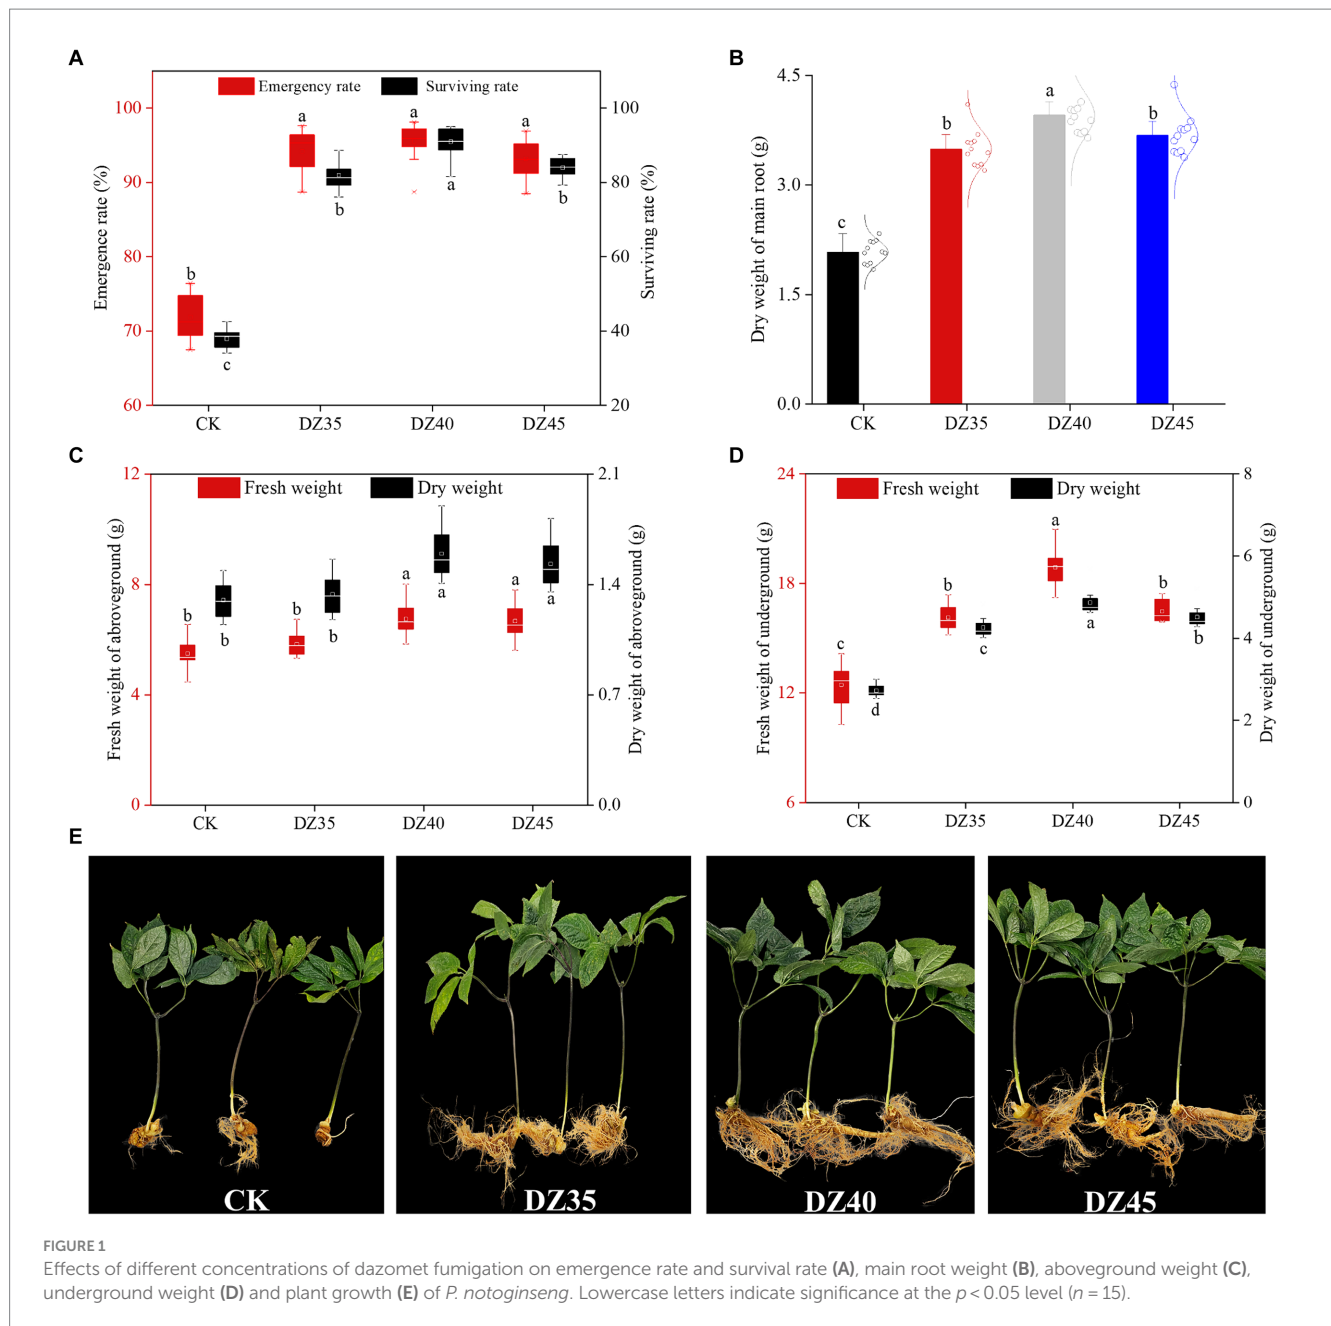 A
Emergency rate
Surviving rate
Emergence rate (%)
Surviving rate (%)
100
90
80
70
60
100
80
60
40
20
b
c
a
b
a
a
a
b
CK
DZ35
DZ40
DZ45
B
Dry weight of main root (g)
4.5
3.0
1.5
0.0
c
b
a
b
CK
DZ35
DZ40
DZ45
C
Fresh weight
Dry weight
Fresh weight of abroveground (g)
Dry weight of aboveground (g)
12
8
4
0
2.1
1.4
0.7
0.0
b
b
b
b
a
a
a
a
CK
DZ35
DZ40
DZ45
D
Fresh weight
Dry weight
Fresh weight of underground (g)
Dry weight of underground (g)
24
18
12
6
8
6
4
2
0
c
d
b
c
a
a
b
b
CK
DZ35
DZ40
DZ45
E
CK
DZ35
DZ40
DZ45
FIGURE 1
Effects of different concentrations of dazomet fumigation on emergence rate and survival rate (A), main root weight (B), aboveground weight (C),
underground weight (D) and plant growth (E) of P. notoginseng. Lowercase letters indicate significance at the p < 0.05 level (n = 15).